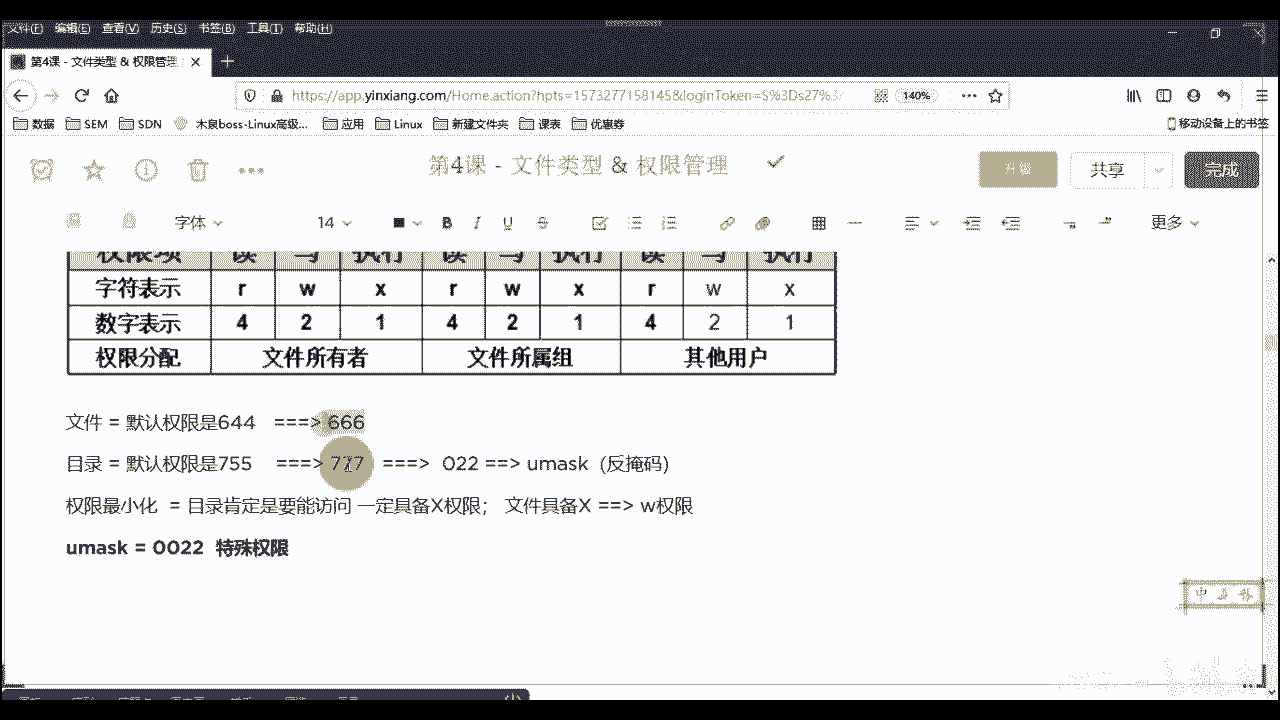 文件(F) 编辑(E) 查看(V) 历史(S) 书签(B) 工具(T) 帮助(H)
第4课 - 文件类型 & 权限管理
https://app.yinxiang.com/Home.action?hpts=1573277158145&loginToken=S%3Ds27%3
140%
数据 SEM SDN 木泉boss-Linux高级... 应用 Linux 新建文件夹 课表 优惠券 移动设备上的书签
第4课 - 文件类型 & 权限管理
升级 共享 完成
字体 14 B I U S 更多
权限项 读 写 执行 读 写 执行 读 写 执行
字符表示 r w x r w x r w x
数字表示 4 2 1 4 2 1 4 2 1
权限分配 文件所有者 文件所属组 其他用户
文件 = 默认权限是644 ===> 666
目录 = 默认权限是755 ===> 777 ===> 022 ==> umask (反掩码)
权限最小化 = 目录肯定是要能访问 一定具备X权限； 文件具备X ==> w权限
umask = 0022 特殊权限
中